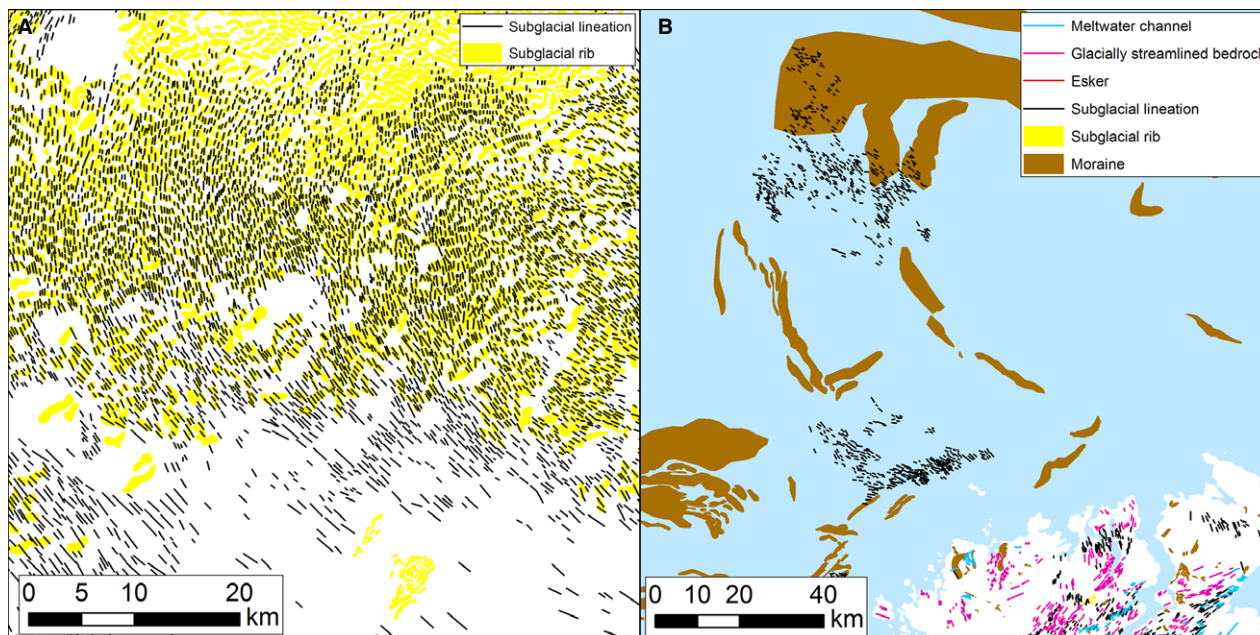 A
Subglacial lineation
Subglacial rib
0 5 10 20
km
B
Meltwater channel
Glacially streamlined bedrock
Esker
Subglacial lineation
Subglacial rib
Moraine
0 10 20 40
km